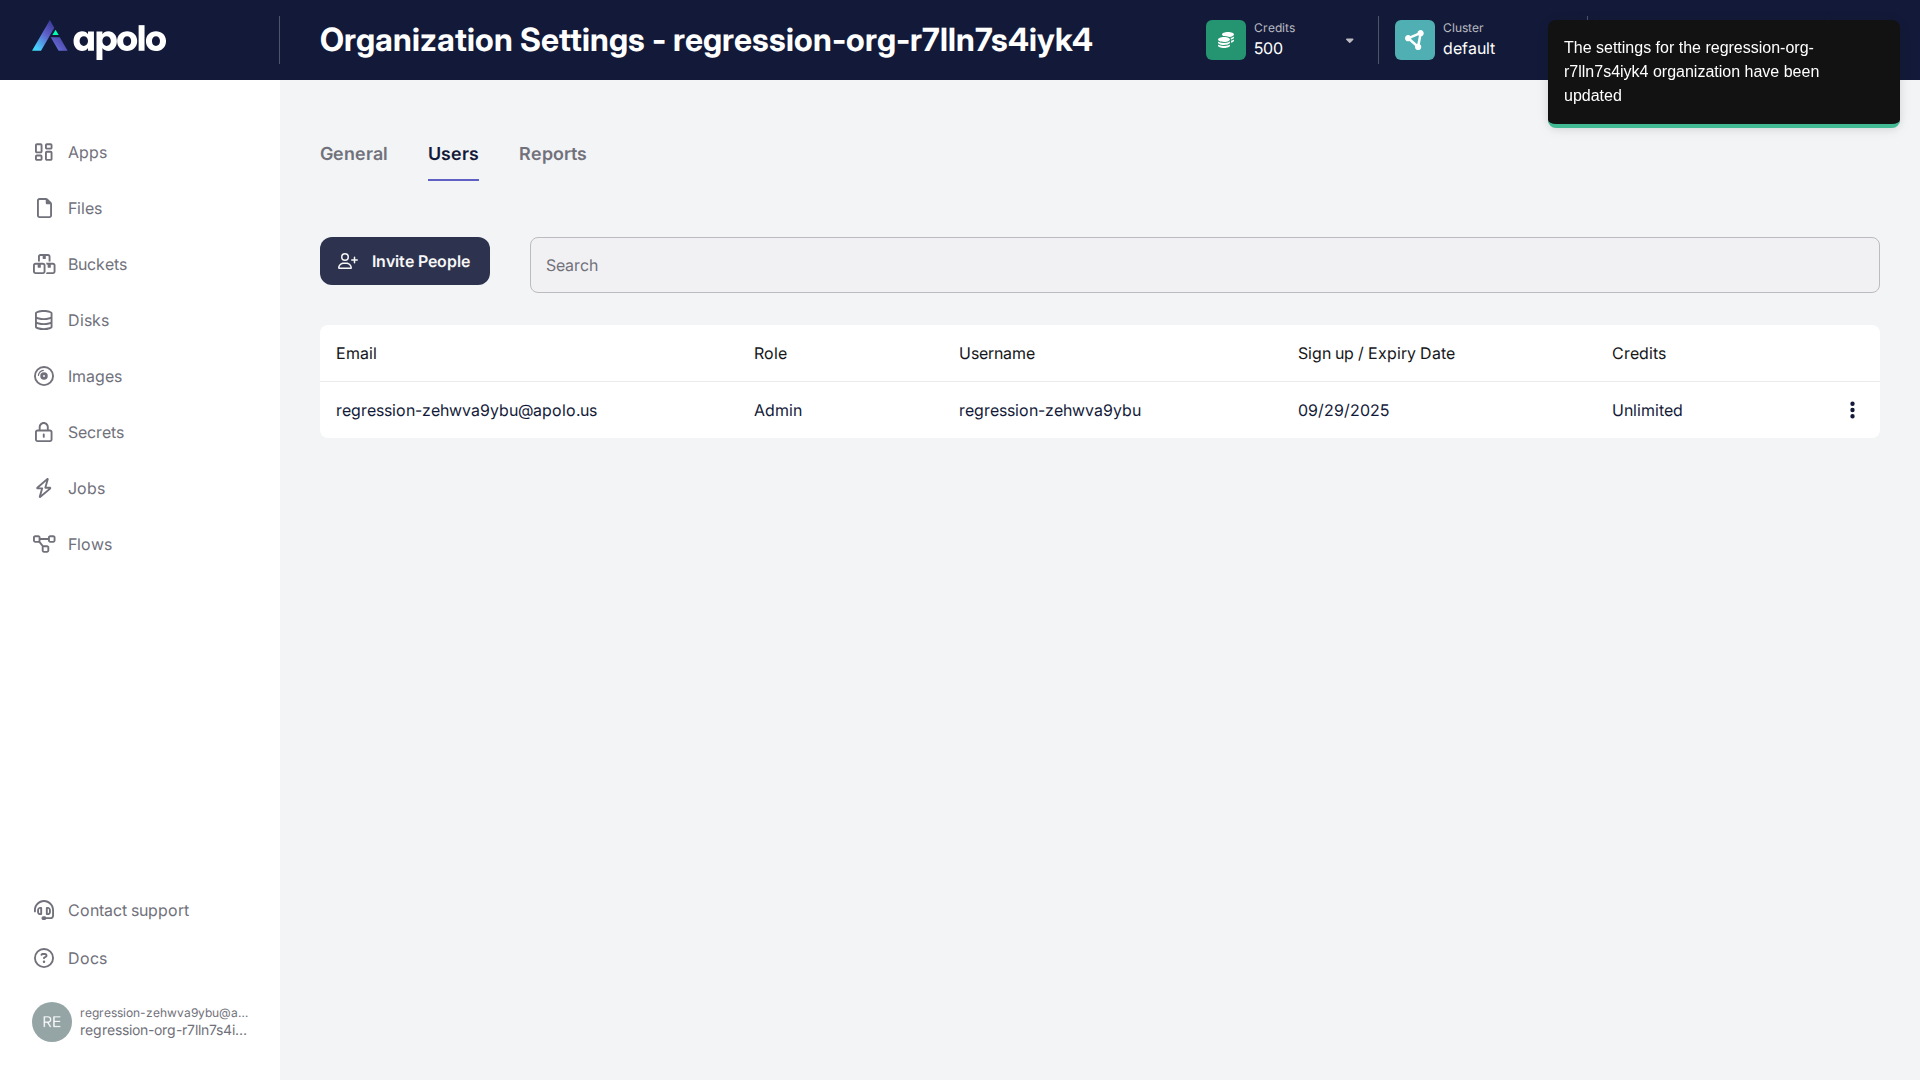 apolo
Organization Settings - regression-org-r7lln7s4iyk4
Credits
500
Cluster
default
The settings for the regression-org-
r7lln7s4iyk4 organization have been
updated
Apps
Files
Buckets
Disks
Images
Secrets
Jobs
Flows
General
Users
Reports
Invite People
Search
Email
Role
Username
Sign up / Expiry Date
Credits
regression-zehwva9ybu@apolo.us
Admin
regression-zehwva9ybu
09/29/2025
Unlimited
Contact support
Docs
RE
regression-zehwva9ybu@a...
regression-org-r7lln7s4i...